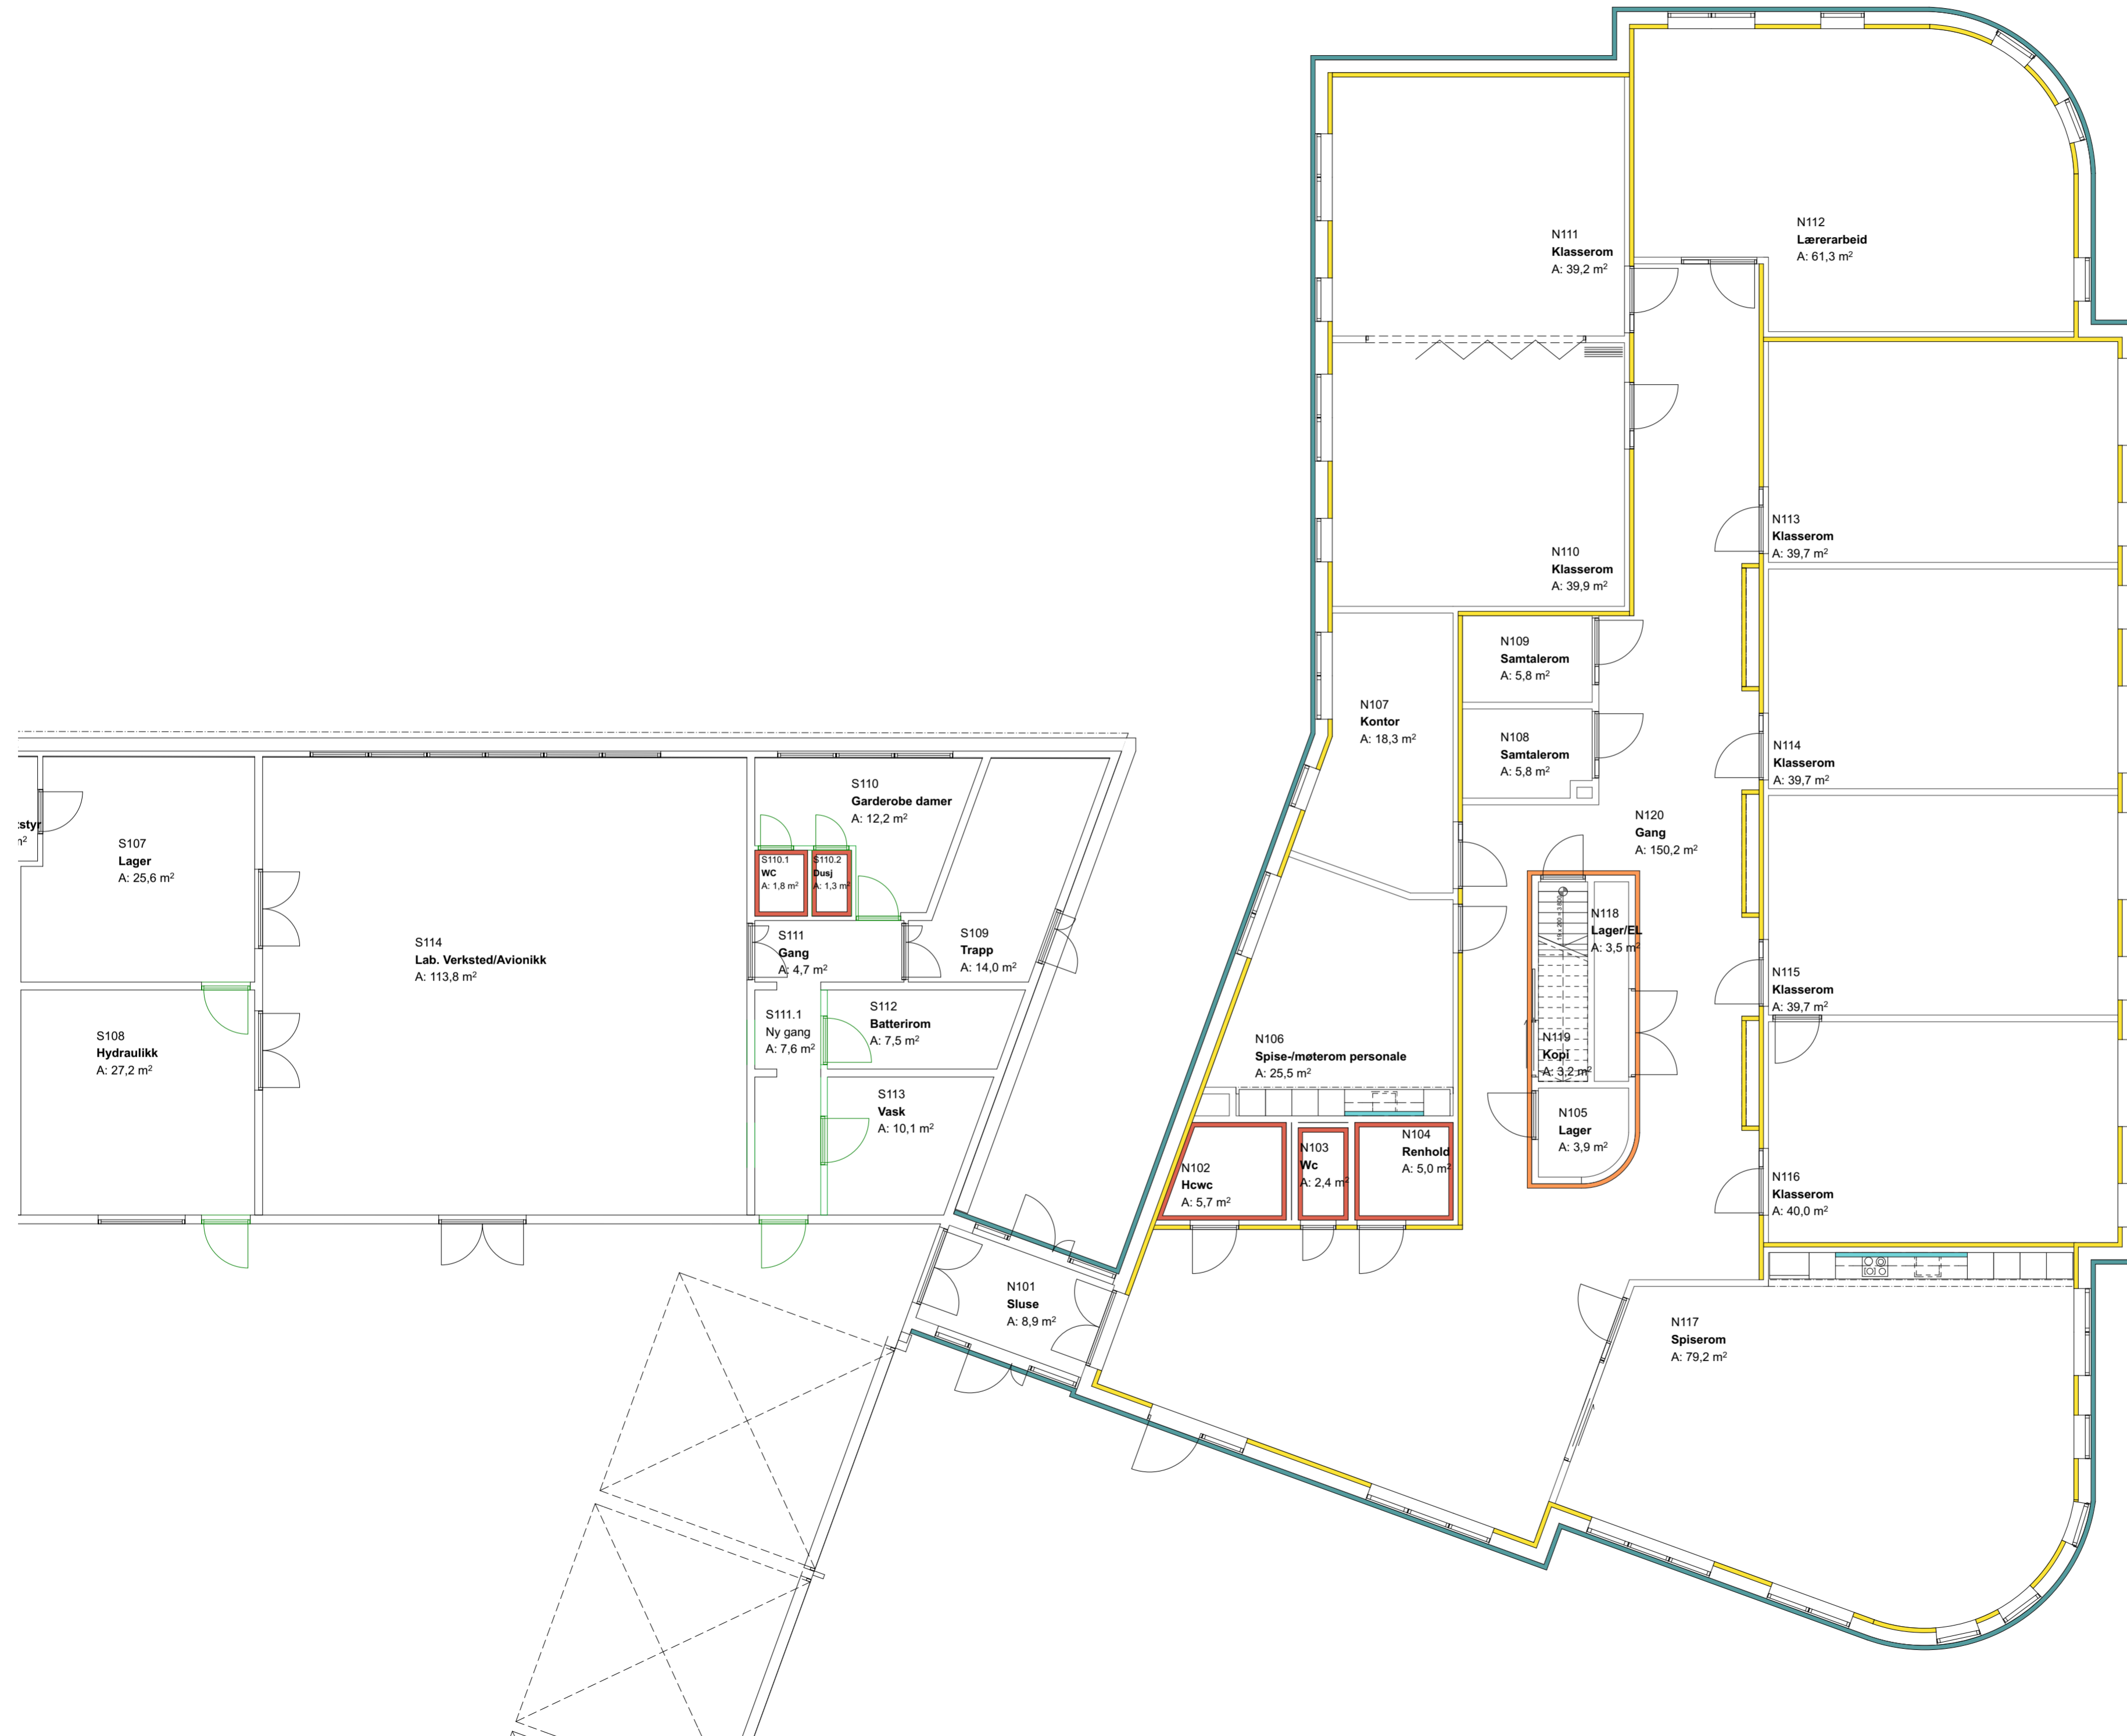 N112
Lærerarbeid
A: 61,3 m²
N111
Klasserom
A: 39,2 m²
N113
Klasserom
A: 39,7 m²
N110
Klasserom
A: 39,9 m²
N109
Samtalerom
A: 5,8 m²
N107
Kontor
A: 18,3 m²
N108
Samtalerom
A: 5,8 m²
N114
Klasserom
A: 39,7 m²
S110
Garderobe damer
A: 12,2 m²
N120
Gang
A: 150,2 m²
styr
m²
S107
Lager
A: 25,6 m²
S110.1
WC
A: 1,8 m²
S110.2
Dusj
A: 1,3 m²
N118
Lager/EL
A: 3,5 m²
S114
Lab. Verksted/Avionikk
A: 113,8 m²
S111
Gang
A: 4,7 m²
S109
Trapp
A: 14,0 m²
N115
Klasserom
A: 39,7 m²
S111.1
Ny gang
A: 7,6 m²
S112
Batterirom
A: 7,5 m²
S108
Hydraulikk
A: 27,2 m²
N106
Spise-/møterom personale
A: 25,5 m²
N119
Kopi
A: 3,2 m²
S113
Vask
A: 10,1 m²
N105
Lager
A: 3,9 m²
N102
Hcwc
A: 5,7 m²
N103
Wc
A: 2,4 m²
N104
Renhold
A: 5,0 m²
N116
Klasserom
A: 40,0 m²
N101
Sluse
A: 8,9 m²
N117
Spiserom
A: 79,2 m²